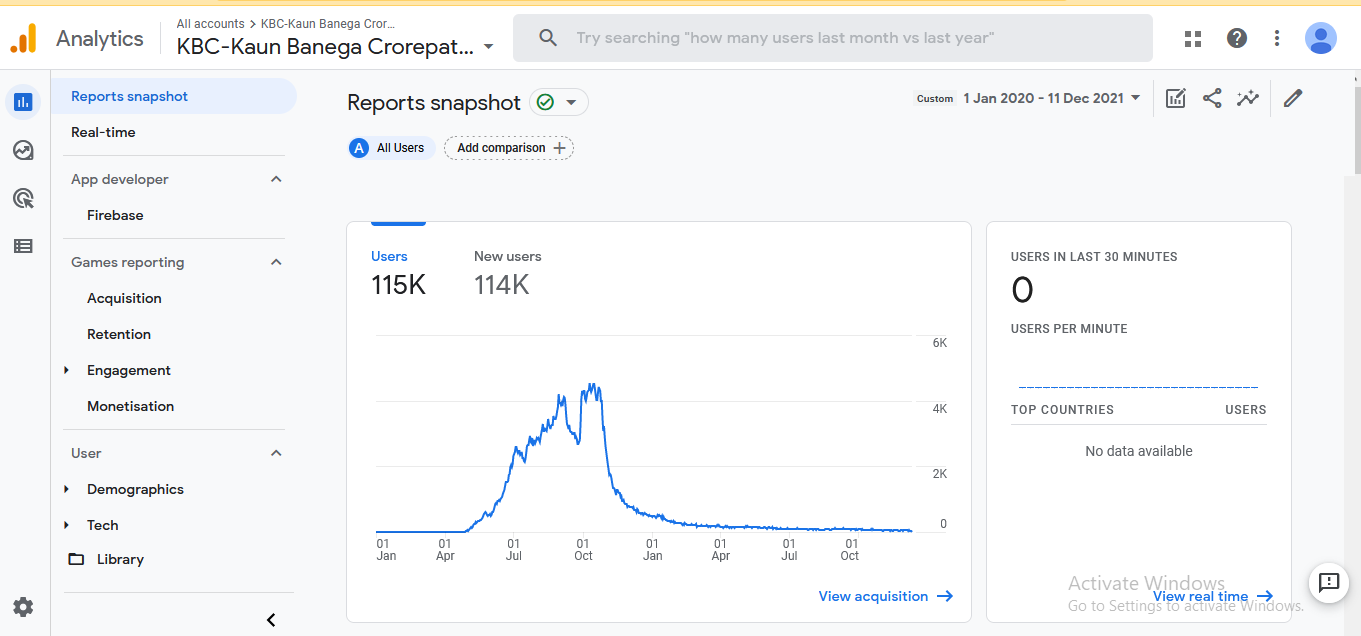 Analytics
All accounts > KBC-Kaun Banega Cror...
KBC-Kaun Banega Crorepat...
Try searching "how many users last month vs last year"
Reports snapshot
Real-time
App developer
Firebase
Games reporting
Acquisition
Retention
Engagement
Monetisation
User
Demographics
Tech
Library
Reports snapshot
Custom 1 Jan 2020 - 11 Dec 2021
A All Users
Add comparison +
Users
115K
New users
114K
6K
4K
2K
0
01 Jan
01 Apr
01 Jul
01 Oct
01 Jan
01 Apr
01 Jul
01 Oct
View acquisition
USERS IN LAST 30 MINUTES
0
USERS PER MINUTE
TOP COUNTRIES USERS
No data available
View real time
Activate Windows
Go to Settings to activate Windows.